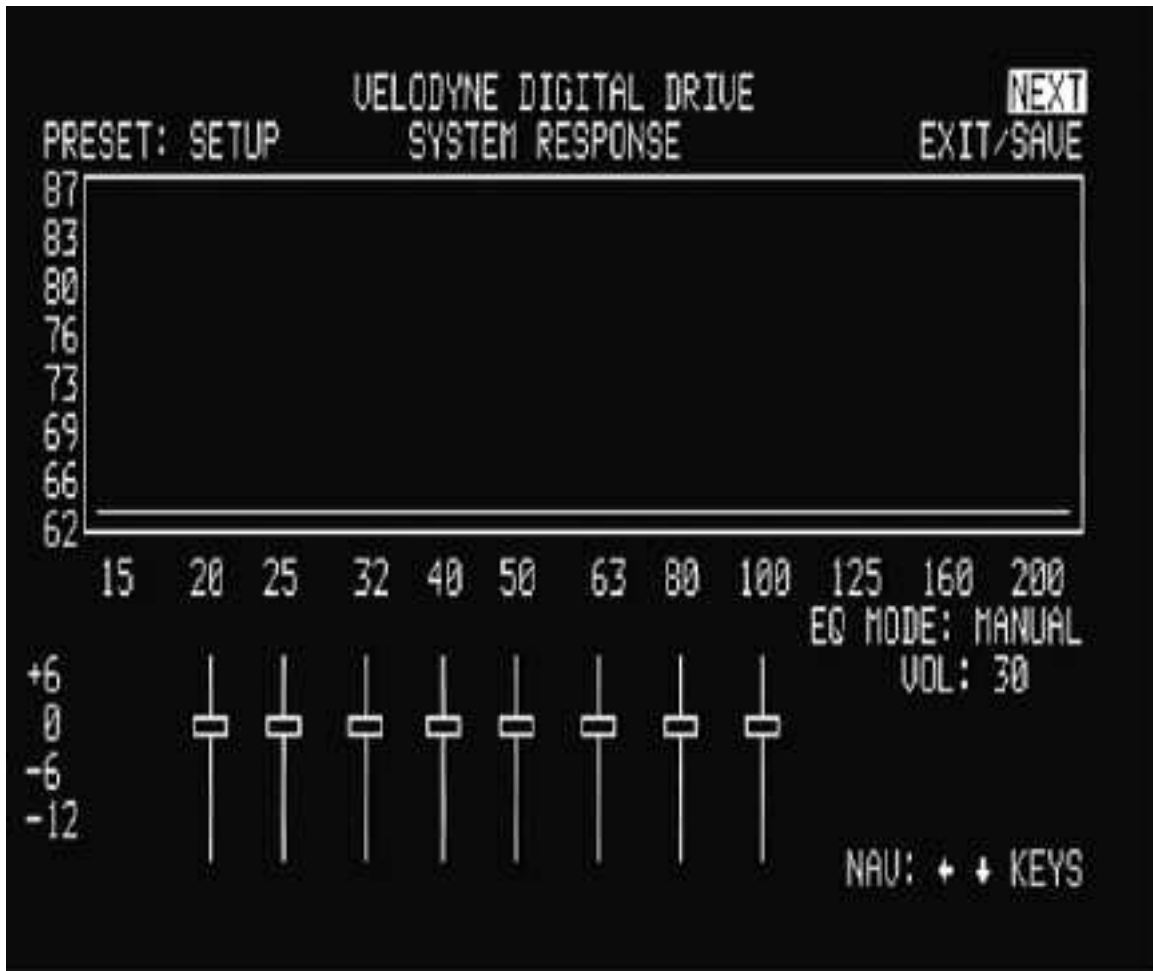 VELODYNE DIGITAL DRIVE NEXT
PRESET: SETUP SYSTEM RESPONSE EXIT/SAVE
87
83
80
76
73
69
66
62
15 20 25 32 40 50 63 80 100 125 160 200
EQ MODE: MANUAL
VOL: 30
+6
0
-6
-12
NAV: ← ↓ KEYS